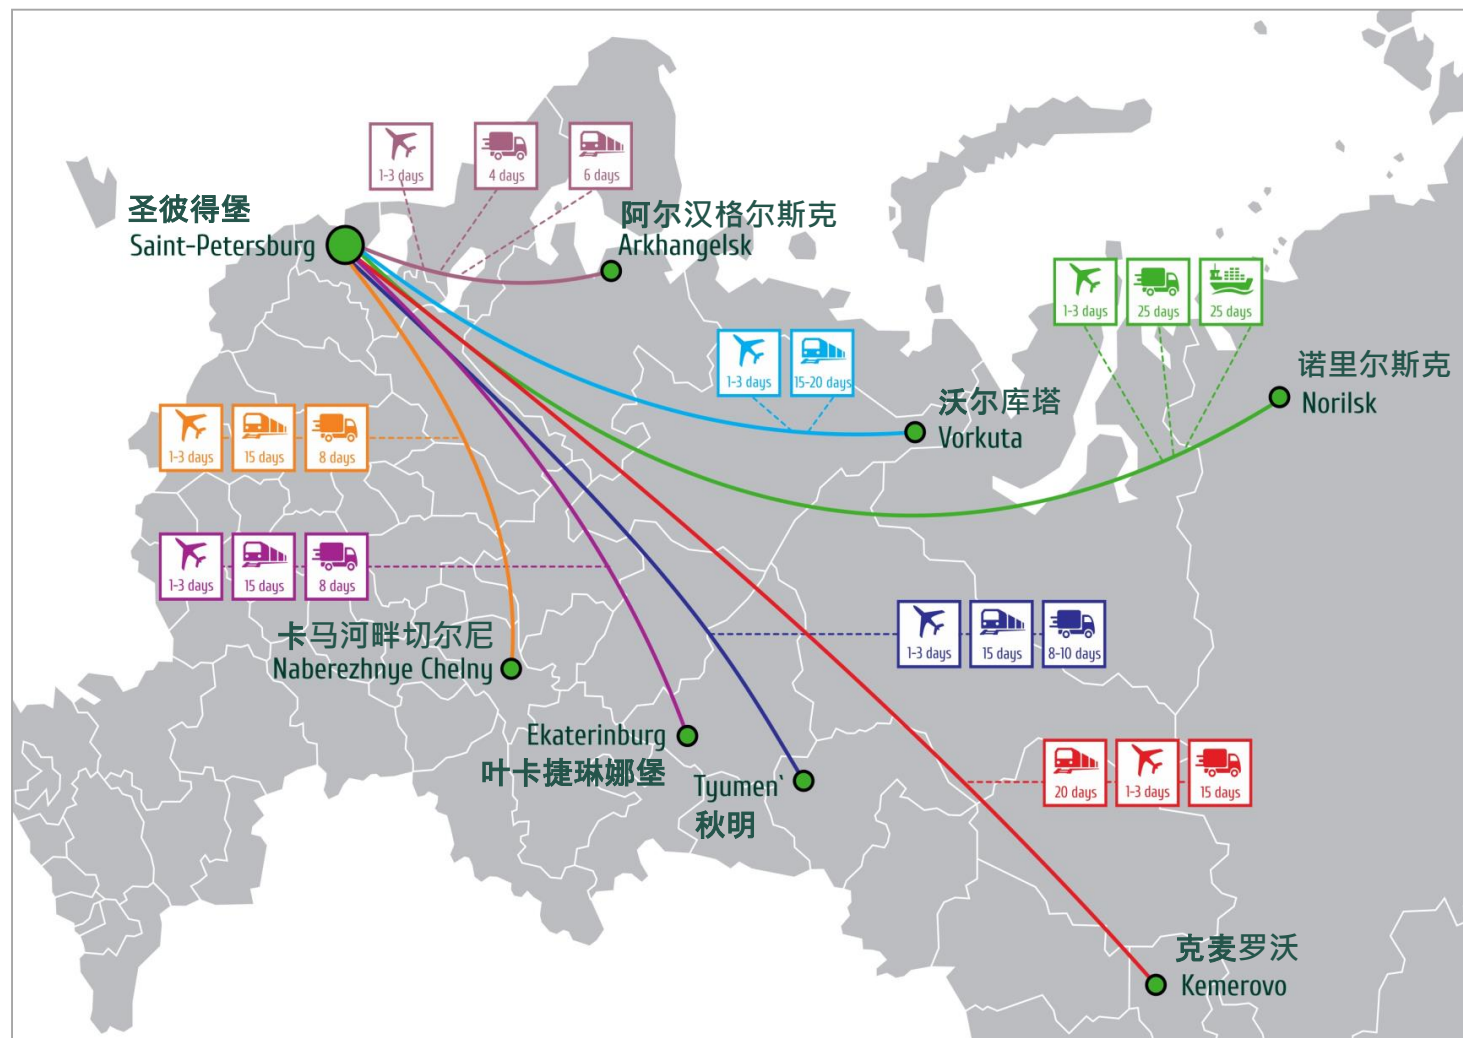 1-3 days
4 days
6 days
圣彼得堡
Saint-Petersburg
阿尔汉格尔斯克
Arkhangelsk
1-3 days
25 days
25 days
1-3 days
15-20 days
诺里尔斯克
Norilsk
沃尔库塔
Vorkuta
1-3 days
15 days
8 days
1-3 days
15 days
8 days
卡马河畔切尔尼
Naberezhnye Chelny
1-3 days
15 days
8-10 days
Ekaterinburg
叶卡捷琳娜堡
Tyumen`
秋明
20 days
1-3 days
15 days
克麦罗沃
Kemerovo